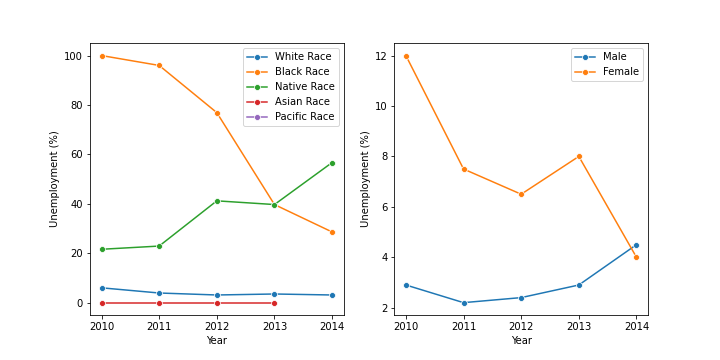 100
80
60
40
20
0
Unemployment (%)
2010 2011 2012 2013 2014
Year
White Race
Black Race
Native Race
Asian Race
Pacific Race
12
10
8
6
4
2
Unemployment (%)
2010 2011 2012 2013 2014
Year
Male
Female